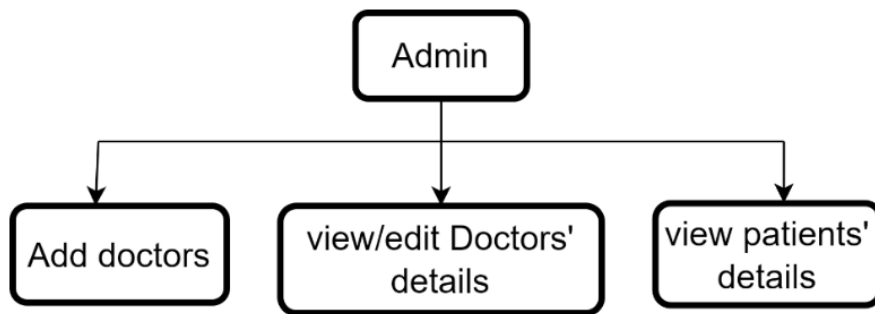 Admin
Add doctors
view/edit Doctors'
details
view patients'
details